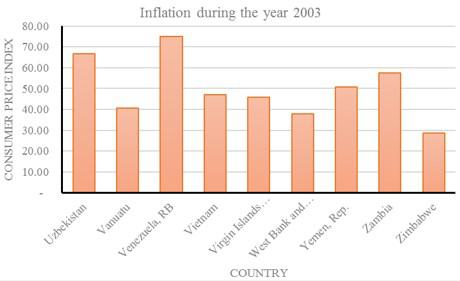 Inflation during the year 2003
CONSUMER PRICE INDEX
80.00
70.00
60.00
50.00
40.00
30.00
20.00
10.00
-
Uzbekistan
Vanuatu
Venezuela, RB
Vietnam
Virgin Islands…
West Bank and…
Yemen, Rep.
Zambia
Zimbabwe
COUNTRY